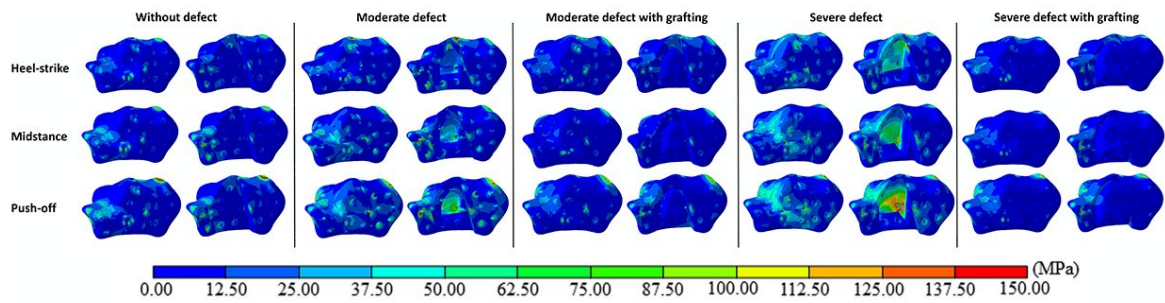 Without defect
Moderate defect
Moderate defect with grafting
Severe defect
Severe defect with grafting
Heel-strike
Midstance
Push-off
(MPa)
0.00 12.50 25.00 37.50 50.00 62.50 75.00 87.50 100.00 112.50 125.00 137.50 150.00